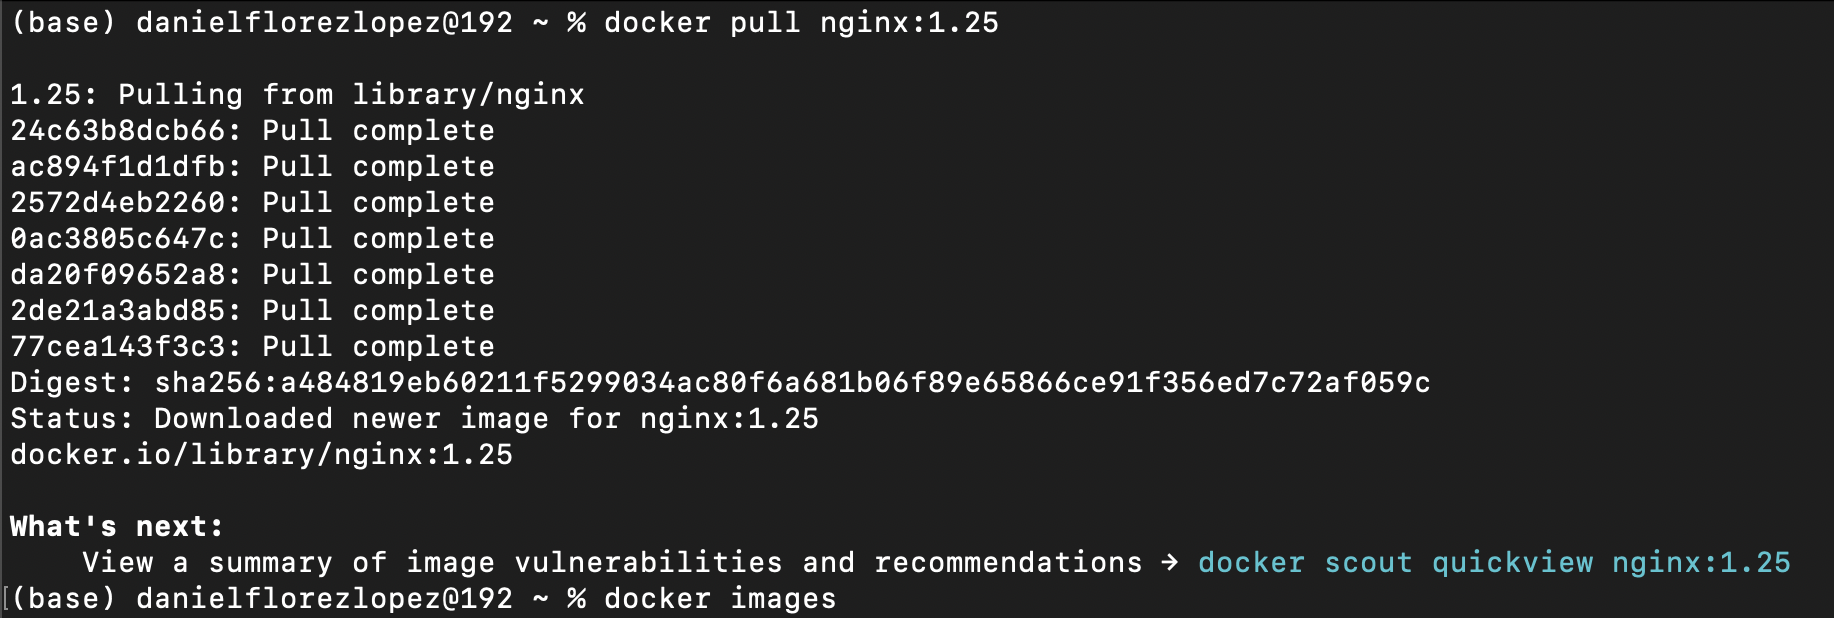 (base) danielflorezlopez@192 ~ % docker pull nginx:1.25
1.25: Pulling from library/nginx
24c63b8dcb66: Pull complete
ac894f1d1dfb: Pull complete
2572d4eb2260: Pull complete
0ac3805c647c: Pull complete
da20f09652a8: Pull complete
2de21a3abd85: Pull complete
77cea143f3c3: Pull complete
Digest: sha256:a484819eb60211f5299034ac80f6a681b06f89e65866ce91f356ed7c72af059c
Status: Downloaded newer image for nginx:1.25
docker.io/library/nginx:1.25
What's next:
    View a summary of image vulnerabilities and recommendations → docker scout quickview nginx:1.25
[(base) danielflorezlopez@192 ~ % docker images